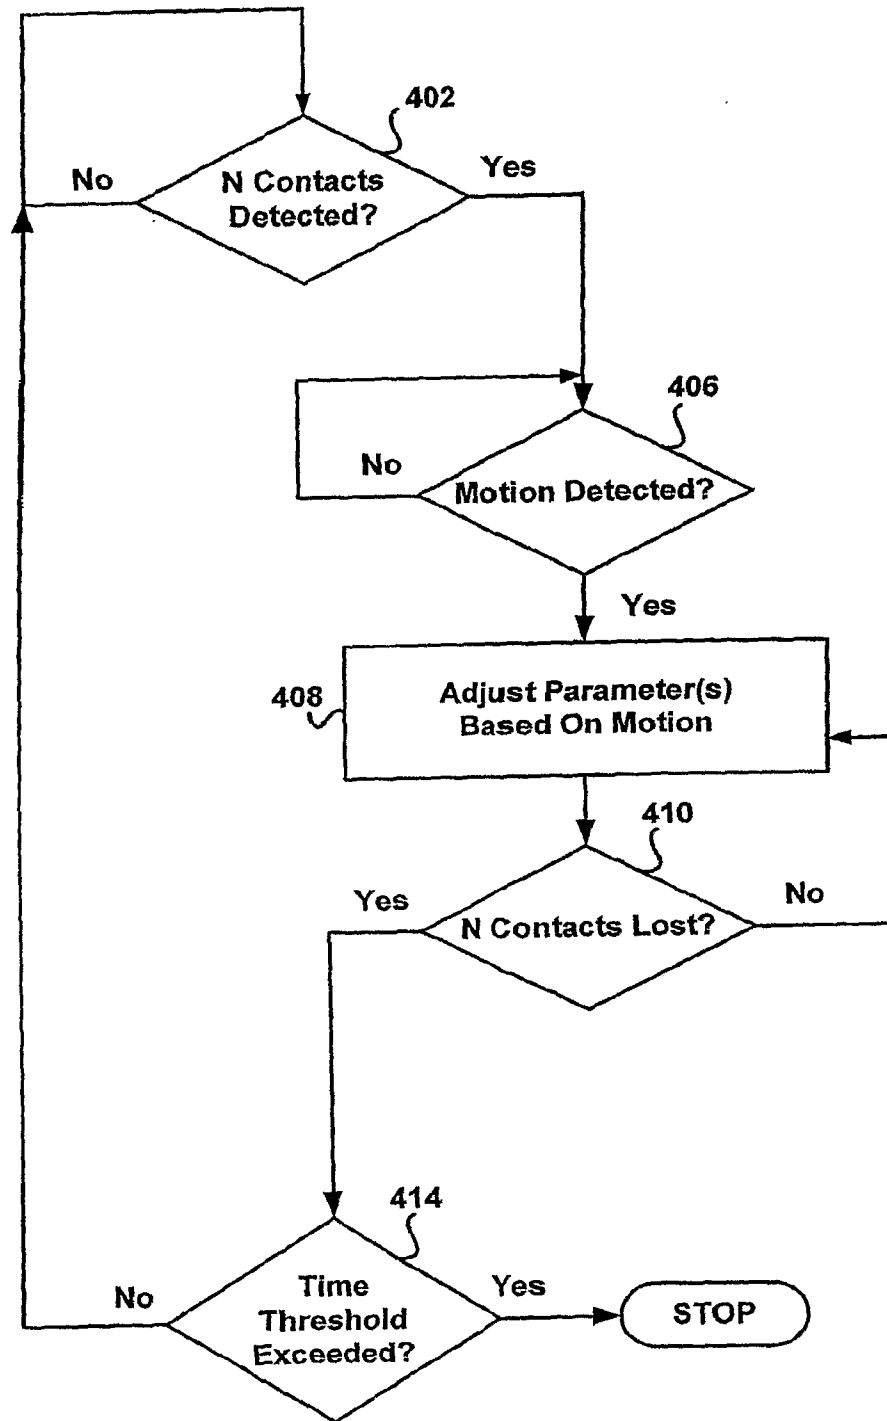 402
N Contacts
Detected?
No
Yes
406
Motion Detected?
No
Yes
408
Adjust Parameter(s)
Based On Motion
410
N Contacts Lost?
Yes
No
414
Time
Threshold
Exceeded?
No
Yes
STOP